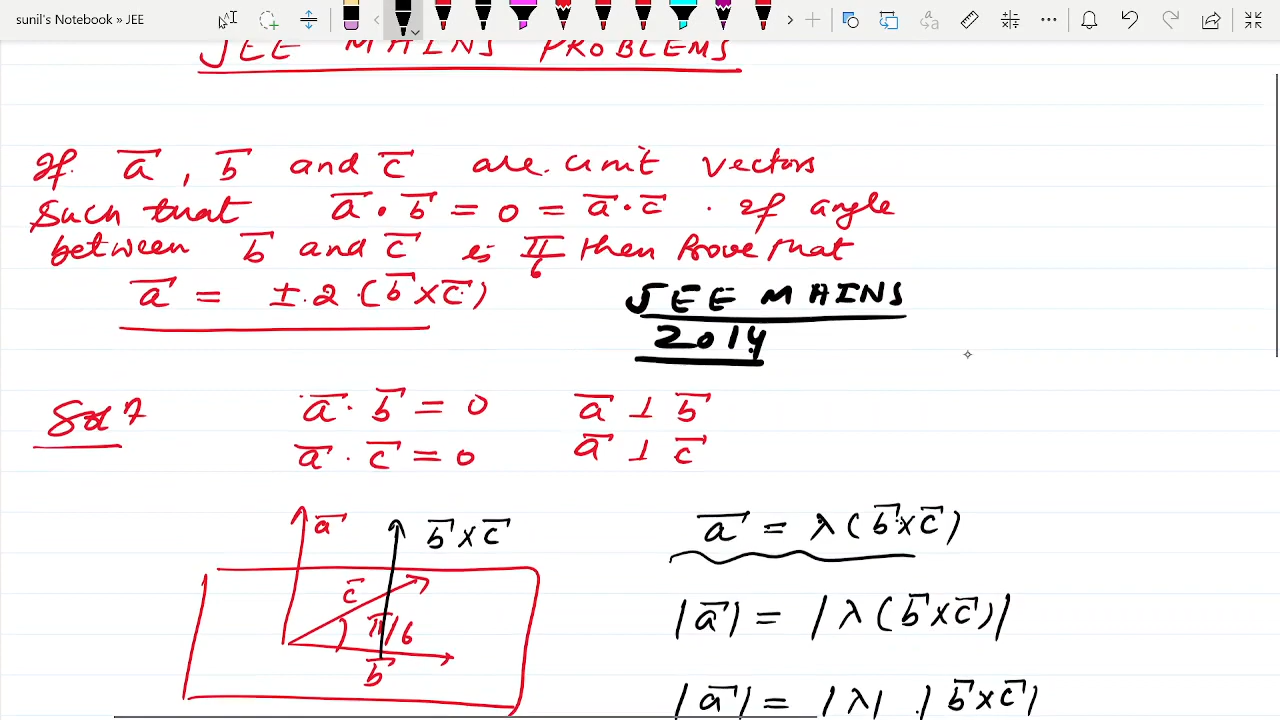 sunil's Notebook » JEE
JEE MAINS PROBLEMS
If a̅, b̅ and c̅ are unit vectors
such that a̅ · b̅ = 0 = a̅ · c̅ . If angle
between b̅ and c̅ is π/6 then Prove that
a̅ = ± 2 (b̅ × c̅)
JEE MAINS
2014
Sol →
a̅ · b̅ = 0 a̅ ⊥ b̅
a̅ · c̅ = 0 a̅ ⊥ c̅
a̅
b̅ × c̅
c̅
π/6
b̅
a̅ = λ (b̅ × c̅)
|a̅| = |λ (b̅ × c̅)|
|a̅| = |λ| . |b̅ × c̅|